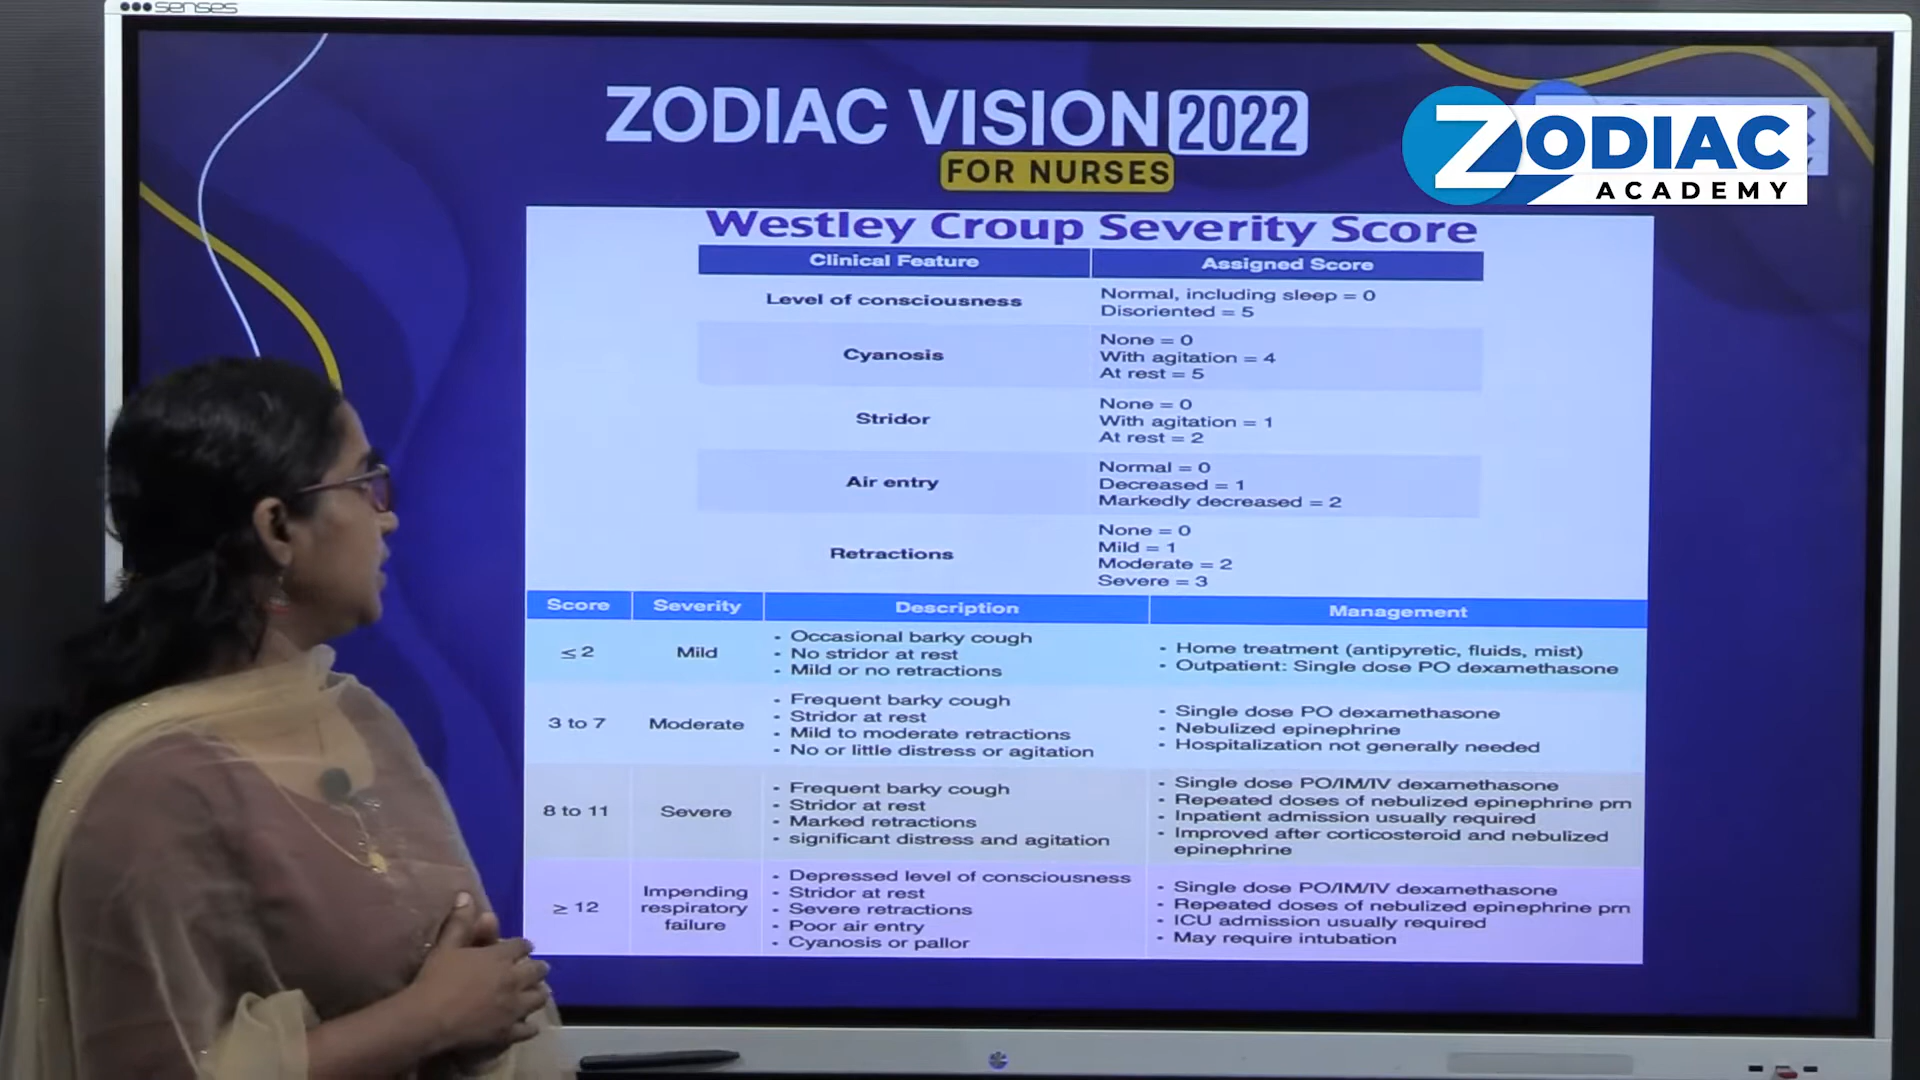 senses
ZODIAC VISION 2022
FOR NURSES
ZODIAC
ACADEMY
Westley Croup Severity Score
Clinical Feature Assigned Score
Level of consciousness
Normal, including sleep = 0
Disoriented = 5
Cyanosis
None = 0
With agitation = 4
At rest = 5
Stridor
None = 0
With agitation = 1
At rest = 2
Air entry
Normal = 0
Decreased = 1
Markedly decreased = 2
Retractions
None = 0
Mild = 1
Moderate = 2
Severe = 3
Score Severity Description Management
≤ 2
Mild
• Occasional barky cough
• No stridor at rest
• Mild or no retractions
• Home treatment (antipyretic, fluids, mist)
• Outpatient: Single dose PO dexamethasone
3 to 7
Moderate
• Frequent barky cough
• Stridor at rest
• Mild to moderate retractions
• No or little distress or agitation
• Single dose PO dexamethasone
• Nebulized epinephrine
• Hospitalization not generally needed
8 to 11
Severe
• Frequent barky cough
• Stridor at rest
• Marked retractions
• significant distress and agitation
• Single dose PO/IM/IV dexamethasone
• Repeated doses of nebulized epinephrine prn
• Inpatient admission usually required
• Improved after corticosteroid and nebulized
epinephrine
≥ 12
Impending
respiratory
failure
• Depressed level of consciousness
• Stridor at rest
• Severe retractions
• Poor air entry
• Cyanosis or pallor
• Single dose PO/IM/IV dexamethasone
• Repeated doses of nebulized epinephrine prn
• ICU admission usually required
• May require intubation